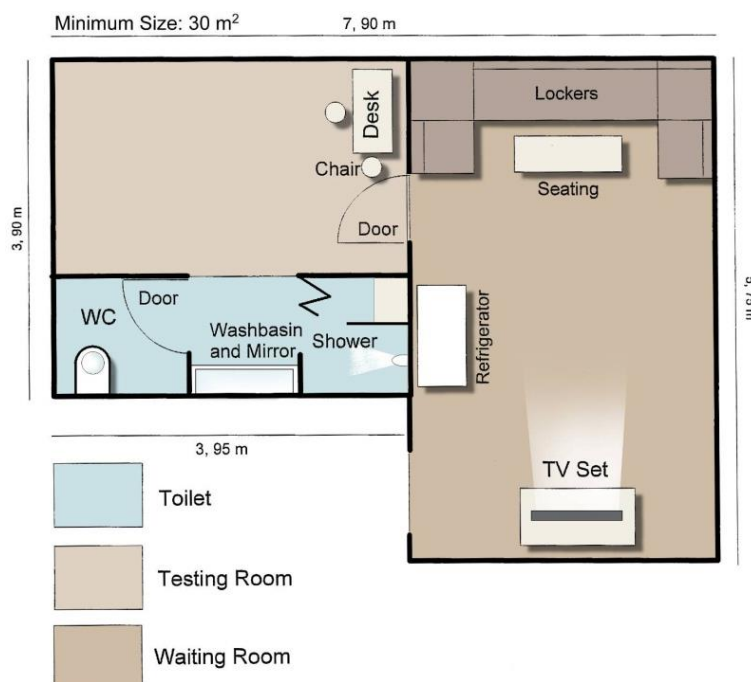 Minimum Size: 30 m²
7, 90 m
Lockers
Desk
Chair
Seating
Door
3, 90 m
Door
WC
Washbasin
and Mirror
Shower
Refrigerator
3, 95 m
TV Set
Toilet
Testing Room
Waiting Room